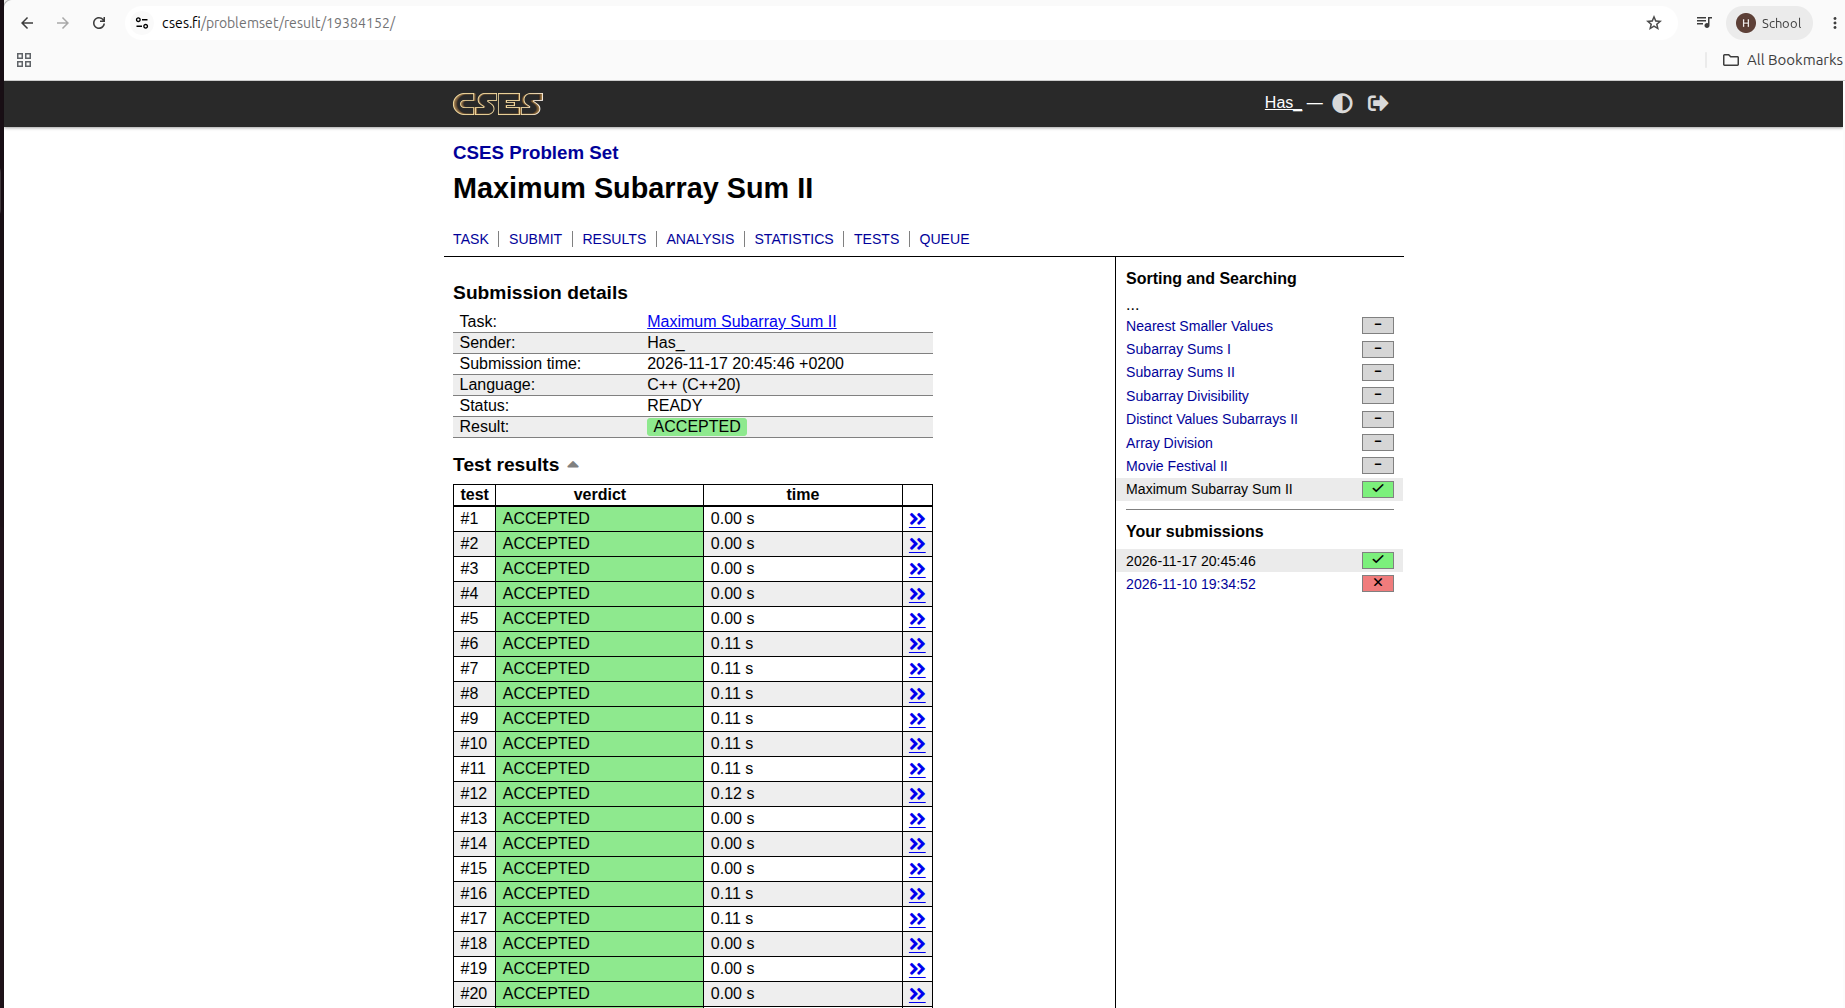 cses.fi/problemset/result/19384152/
H School
All Bookmarks
CSES
Has_ —
CSES Problem Set
Maximum Subarray Sum II
TASK | SUBMIT | RESULTS | ANALYSIS | STATISTICS | TESTS | QUEUE
Submission details
Task: Maximum Subarray Sum II
Sender: Has_
Submission time: 2026-11-17 20:45:46 +0200
Language: C++ (C++20)
Status: READY
Result: ACCEPTED
Test results
test verdict time
#1 ACCEPTED 0.00 s »
#2 ACCEPTED 0.00 s »
#3 ACCEPTED 0.00 s »
#4 ACCEPTED 0.00 s »
#5 ACCEPTED 0.00 s »
#6 ACCEPTED 0.11 s »
#7 ACCEPTED 0.11 s »
#8 ACCEPTED 0.11 s »
#9 ACCEPTED 0.11 s »
#10 ACCEPTED 0.11 s »
#11 ACCEPTED 0.11 s »
#12 ACCEPTED 0.12 s »
#13 ACCEPTED 0.00 s »
#14 ACCEPTED 0.00 s »
#15 ACCEPTED 0.00 s »
#16 ACCEPTED 0.11 s »
#17 ACCEPTED 0.11 s »
#18 ACCEPTED 0.00 s »
#19 ACCEPTED 0.00 s »
#20 ACCEPTED 0.00 s »
Sorting and Searching
...
Nearest Smaller Values –
Subarray Sums I –
Subarray Sums II –
Subarray Divisibility –
Distinct Values Subarrays II –
Array Division –
Movie Festival II –
Maximum Subarray Sum II ✓
Your submissions
2026-11-17 20:45:46 ✓
2026-11-10 19:34:52 ×